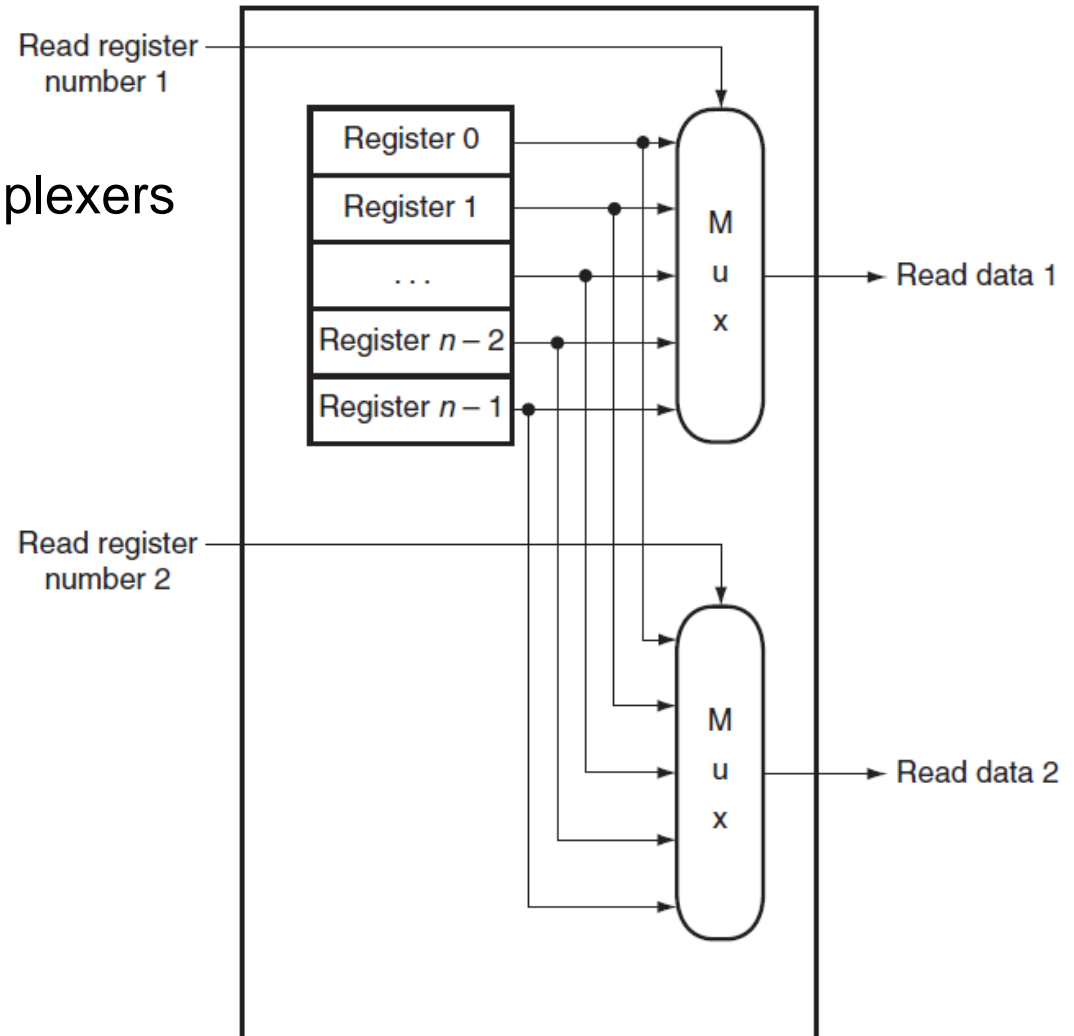 Read register
number 1
Register 0
plexers
Register 1
. . .
Register n – 2
Register n – 1
M
u
x
Read data 1
Read register
number 2
M
u
x
Read data 2